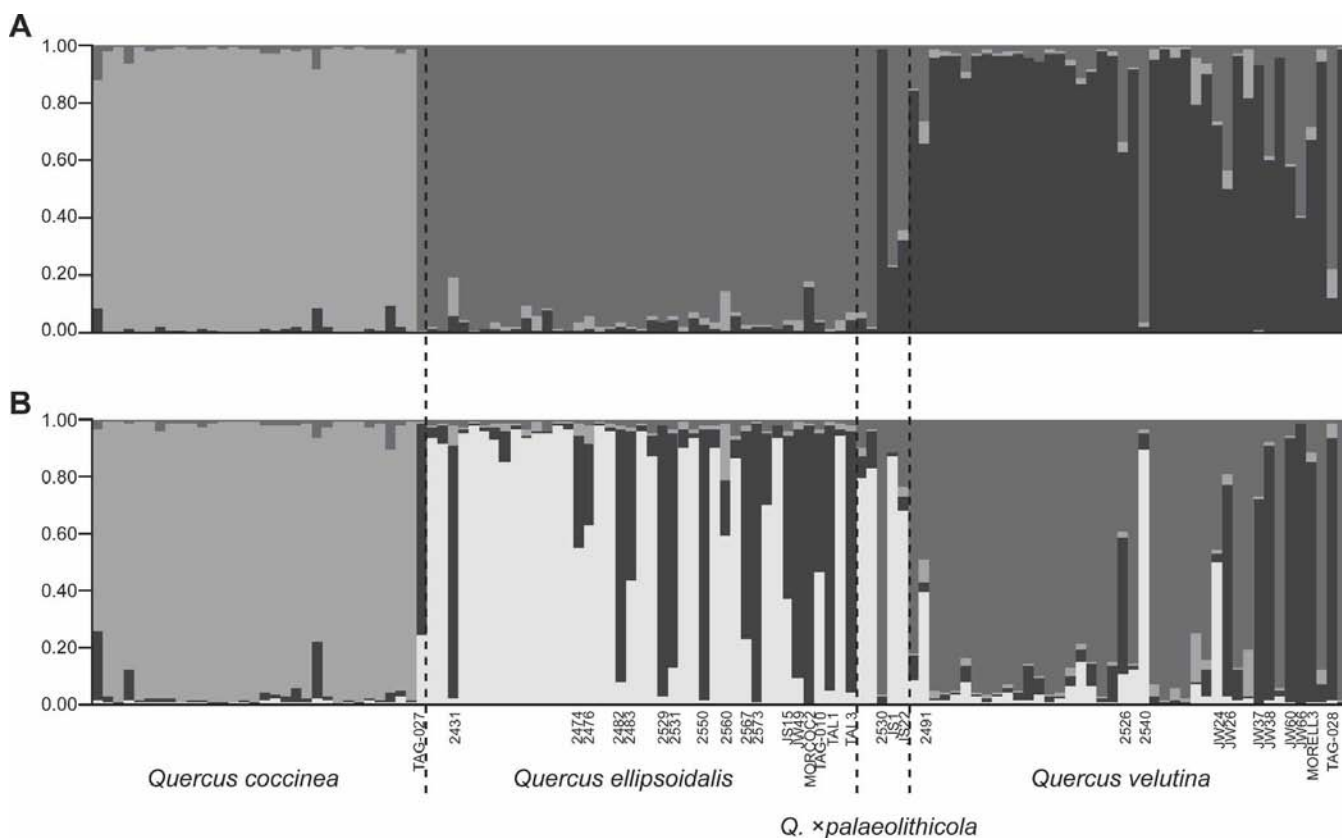 A
1.00
0.80
0.60
0.40
0.20
0.00
B
1.00
0.80
0.60
0.40
0.20
0.00
TAG-027
2431
2474
2476
2482
2483
2529
2531
2550
2560
2567
2573
JS15
JW49
MORCOC2
TAG-010
TAL1
TAL3
2530
JS1
JS22
2491
2526
2540
JW24
JW26
JW37
JW38
JW60
JW66
MORELL3
TAG-028
Quercus coccinea
Quercus ellipsoidalis
Quercus velutina
Q. ×palaeolithicola